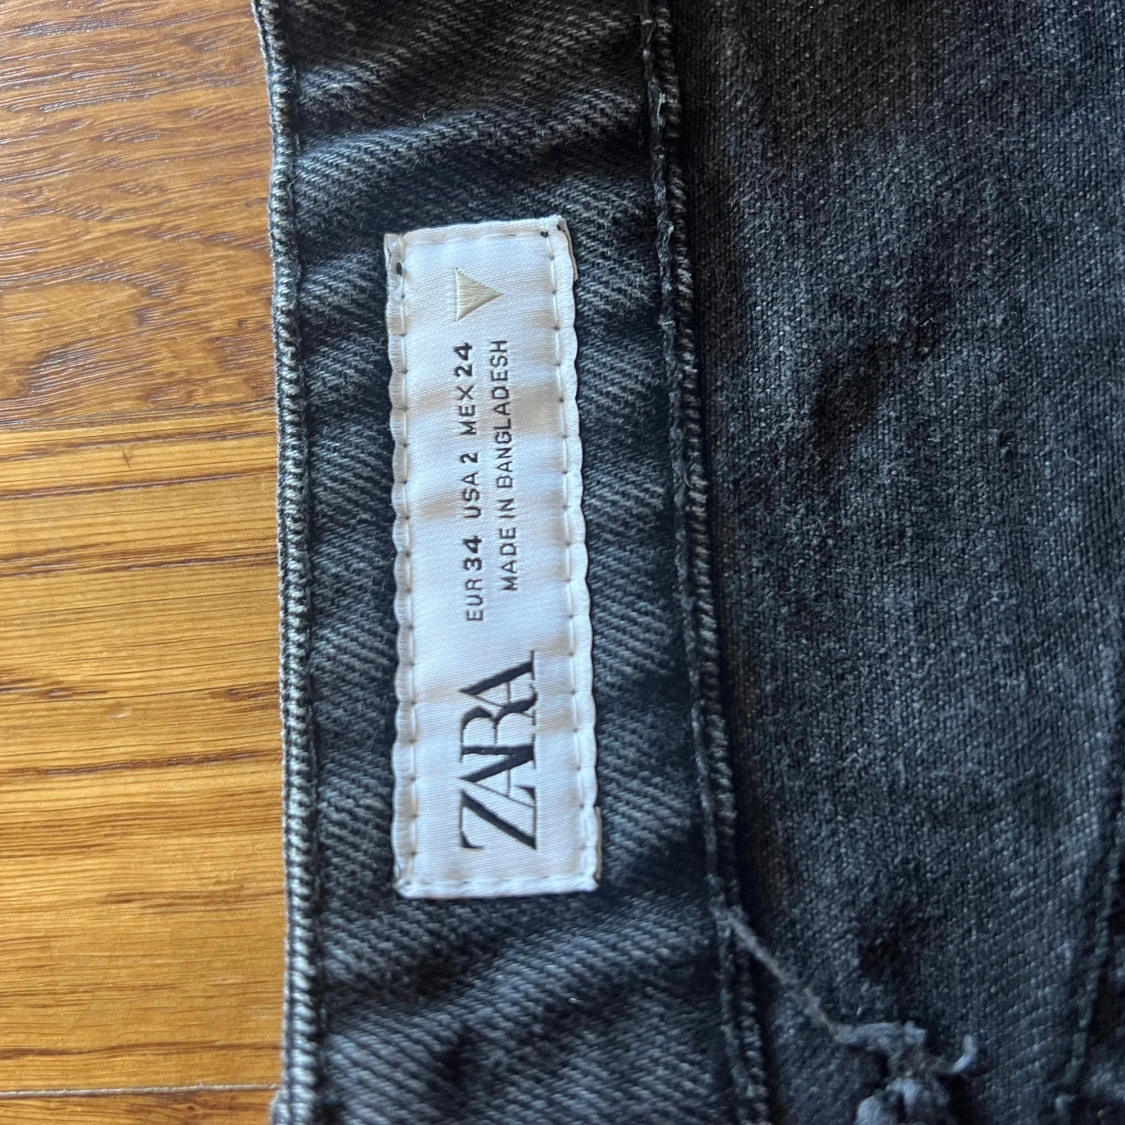 ZARA
EUR 34 USA 2 MEX 24
MADE IN BANGLADESH